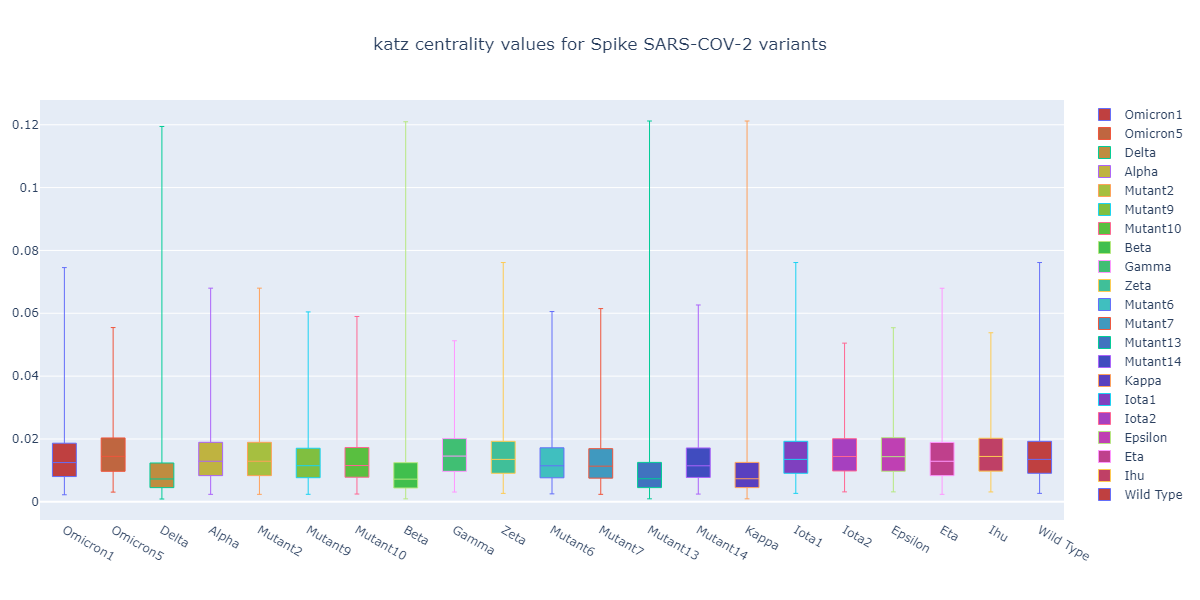 katz centrality values for Spike SARS-COV-2 variants
0.12
0.1
0.08
0.06
0.04
0.02
0
Omicron1
Omicron5
Delta
Alpha
Mutant2
Mutant9
Mutant10
Beta
Gamma
Zeta
Mutant6
Mutant7
Mutant13
Mutant14
Kappa
Iota1
Iota2
Epsilon
Eta
Ihu
Wild Type
Omicron1
Omicron5
Delta
Alpha
Mutant2
Mutant9
Mutant10
Beta
Gamma
Zeta
Mutant6
Mutant7
Mutant13
Mutant14
Kappa
Iota1
Iota2
Epsilon
Eta
Ihu
Wild Type